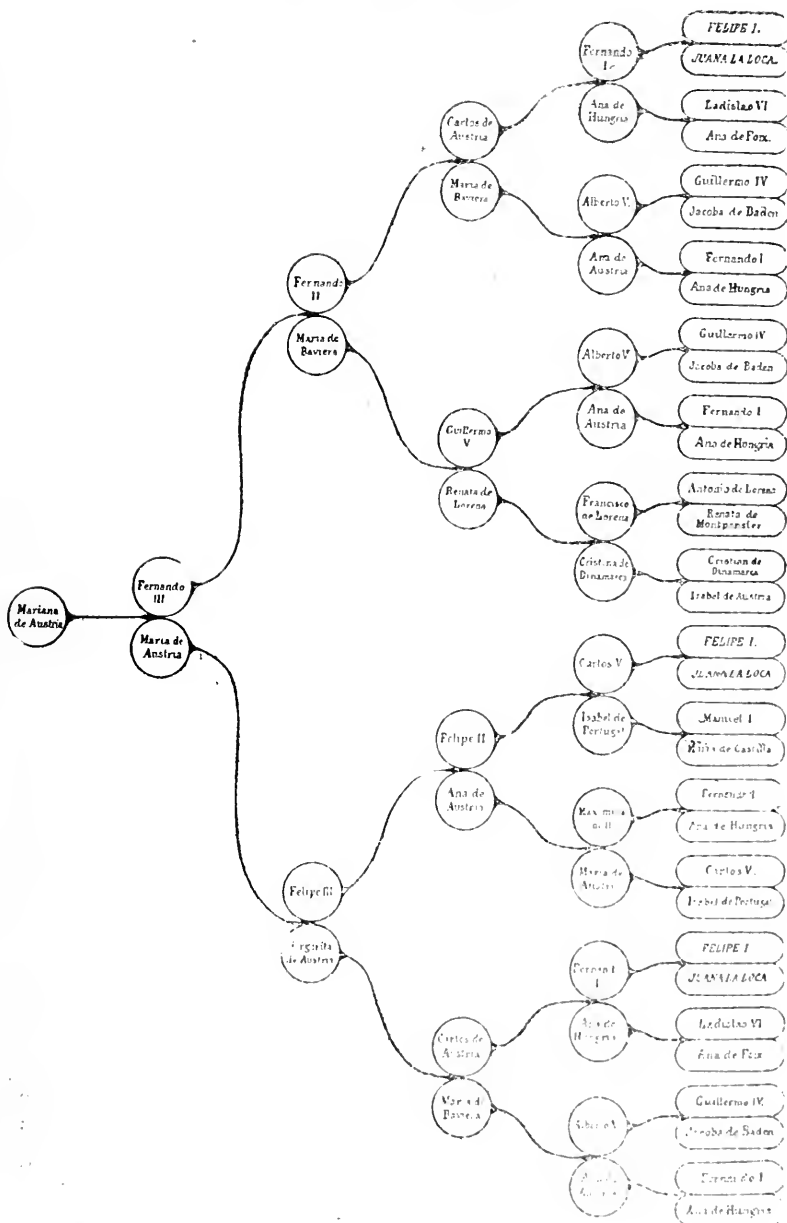 Mariana
de Austria
Fernando
III
Maria de
Austria
Fernando
II
Maria de
Baviera
Felipe III
de Austria
Carlos de
Austria
Maria de
Baviera
Guillermo
V
Renata de
Lorena
Felipe II
Ana de
Austria
Carlos de
Austria
Maria de
Baviera
Fernando
I
Ana de
Hungria
Alberto V.
Ana de
Austria
Alberto V
Ana de
Austria
Francisco
de Lorena
Cristina de
Dinamarca
Carlos V
Isabel de
Portugal
Maria de
Ana de
Hungria
FELIPE I.
JUANA LA LOCA.
Ladislao VI
Ana de Foix.
Guillermo IV
Jacoba de Baden
Fernando I
Ana de Hungria
Guillermo IV
Jacoba de Baden
Fernando I
Ana de Hongria
Antonio de Lorena
Renata de
Montpensier
Cristian de
Dinamarca
Isabel de Austria
FELIPE I.
JUANA LA LOCA
Manuel I
Maria de Castilla
Fernando I
Ana de Hungria
Carlos V.
Isabel de Portugal
FELIPE I
JUANA LA LOCA
Ladislao VI
Ana de Foix
Guillermo IV.
Jacoba de Baden
Fernando I
Ana de Hungria